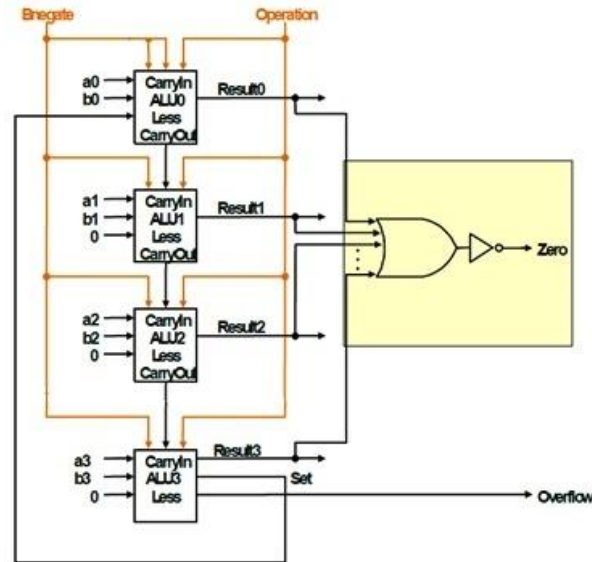 Bnegate Operation
a0 CarryIn
b0 ALU0 Result0
Less
CarryOut
a1 CarryIn
b1 ALU1 Result1
0 Less
CarryOut
Zero
a2 CarryIn
b2 ALU2 Result2
0 Less
CarryOut
a3 CarryIn Result3
b3 ALU3 Set
0 Less Overflow